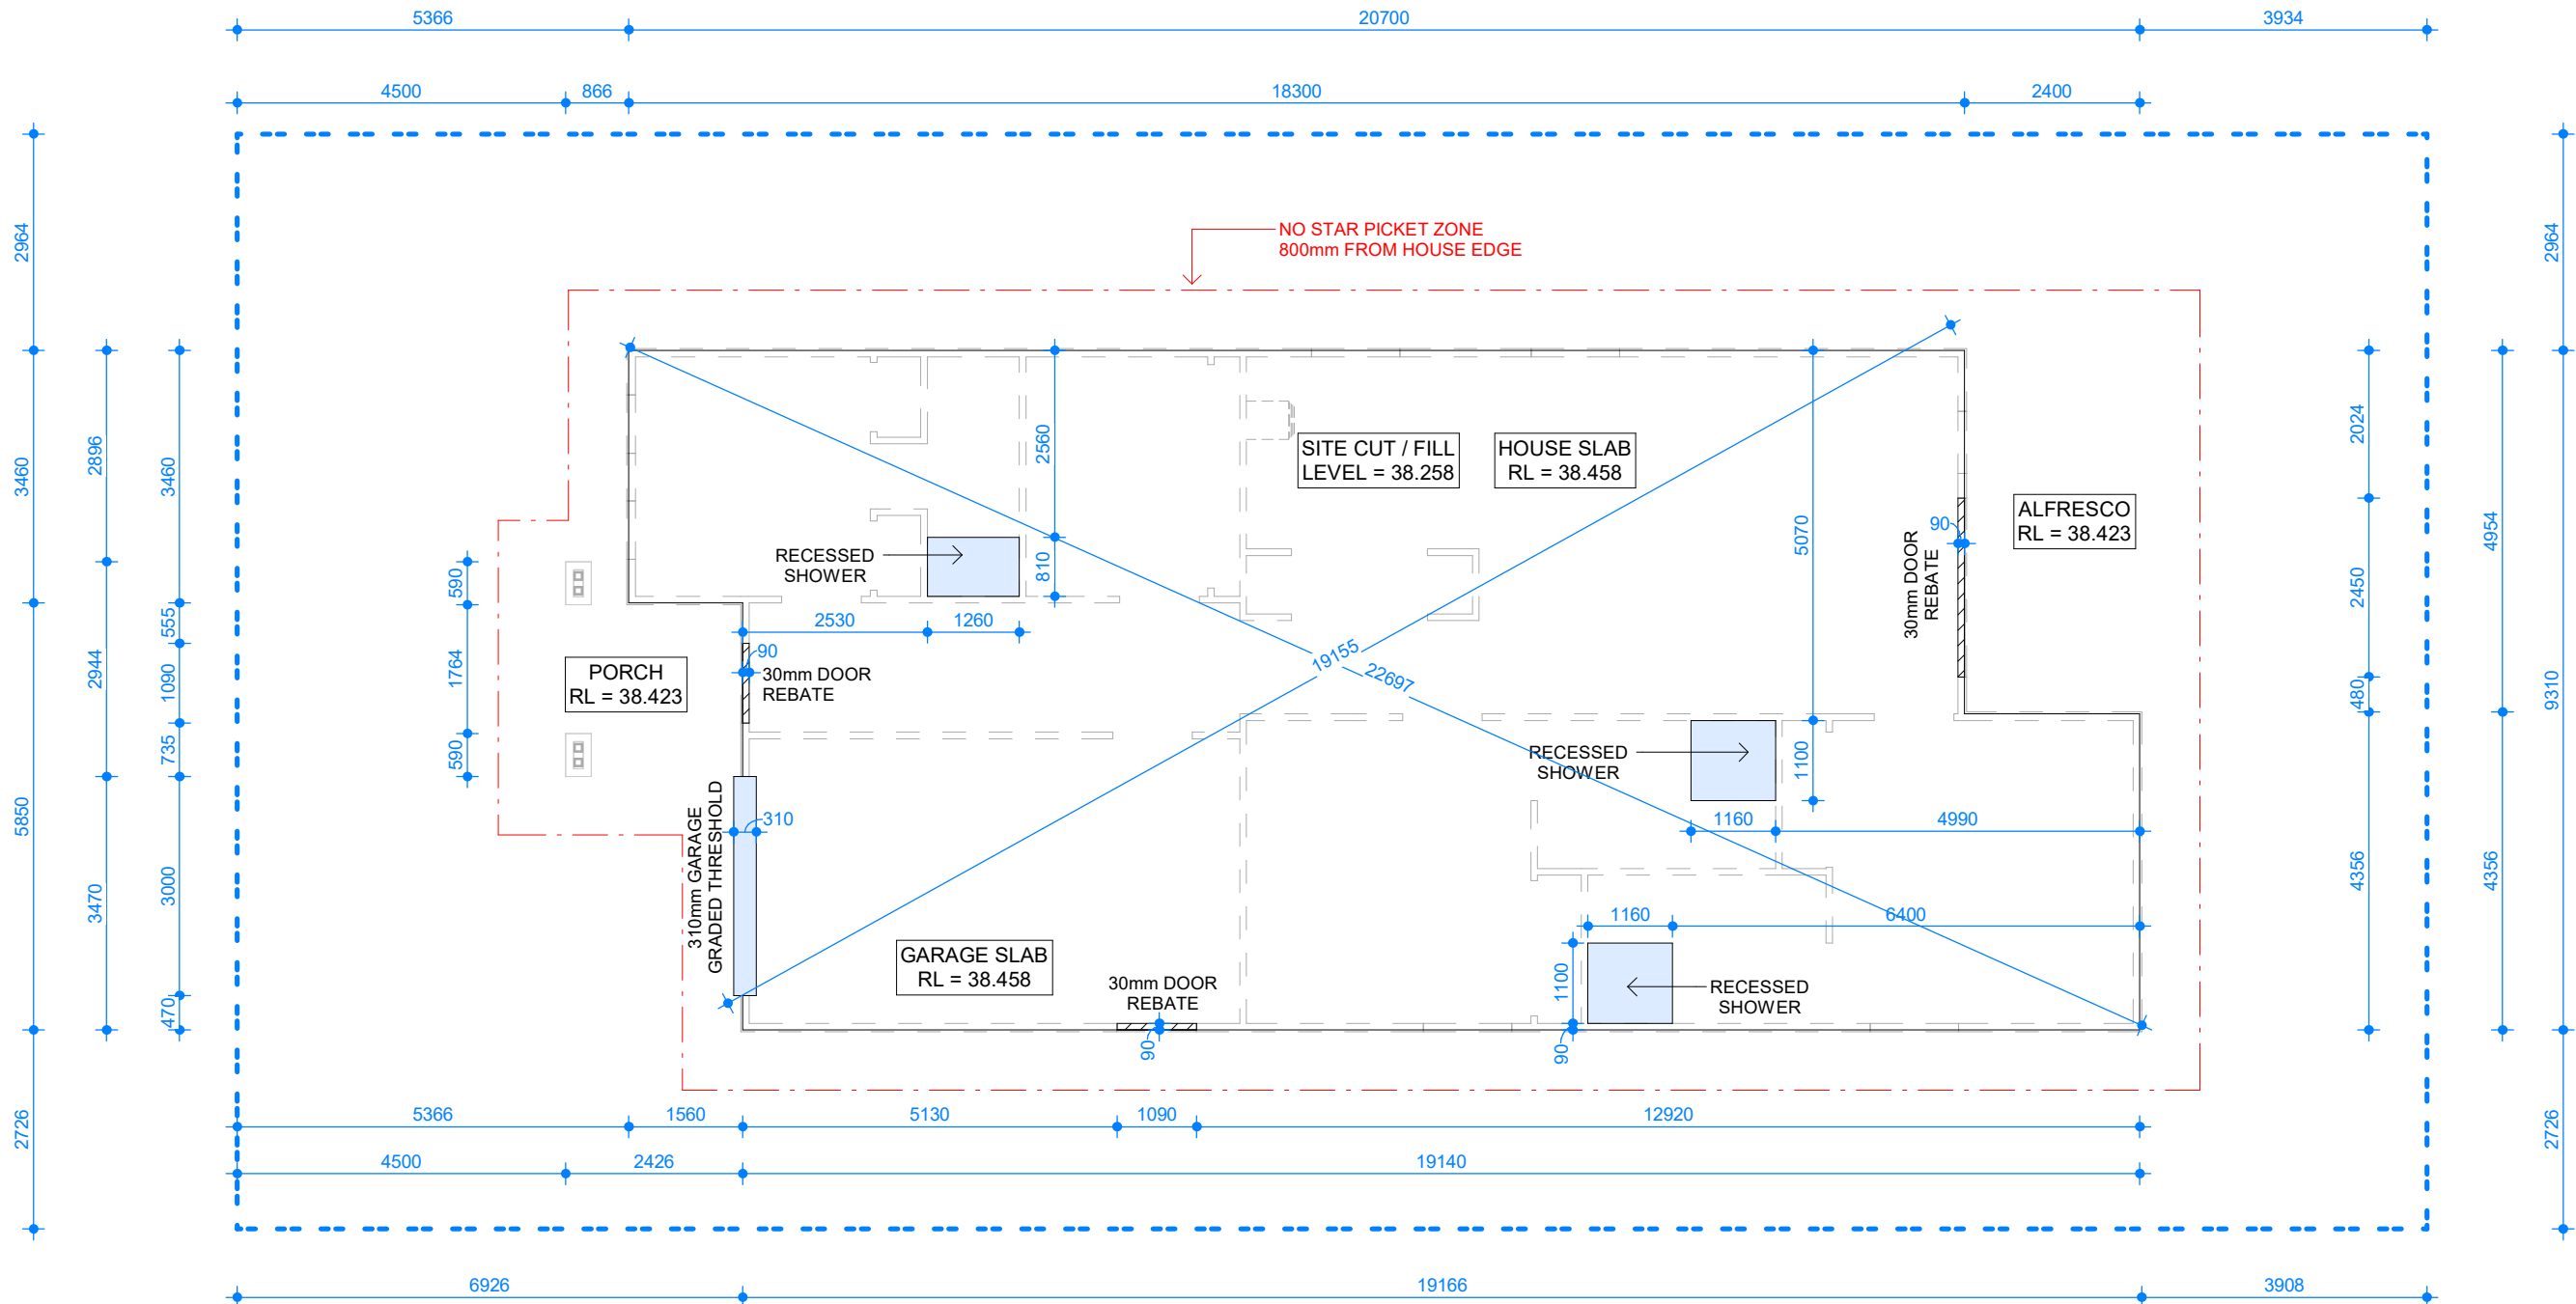 5366
20700
3934
4500
866
18300
2400
2964
3460
5850
2726
2896
2944
3470
3460
555
1090
735
3000
470
590
1764
590
NO STAR PICKET ZONE
800mm FROM HOUSE EDGE
2560
810
RECESSED
SHOWER
2530
1260
SITE CUT / FILL
LEVEL = 38.258
HOUSE SLAB
RL = 38.458
5070
1100
90
30mm DOOR
REBATE
ALFRESCO
RL = 38.423
PORCH
RL = 38.423
90
30mm DOOR
REBATE
19155
22697
310mm GARAGE
GRADED THRESHOLD
310
RECESSED
SHOWER
1160
4990
1160
6400
1100
90
RECESSED
SHOWER
GARAGE SLAB
RL = 38.458
30mm DOOR
REBATE
90
2024
2450
480
4356
4954
4356
2964
9310
2726
5366
1560
5130
1090
12920
4500
2426
19140
6926
19166
3908